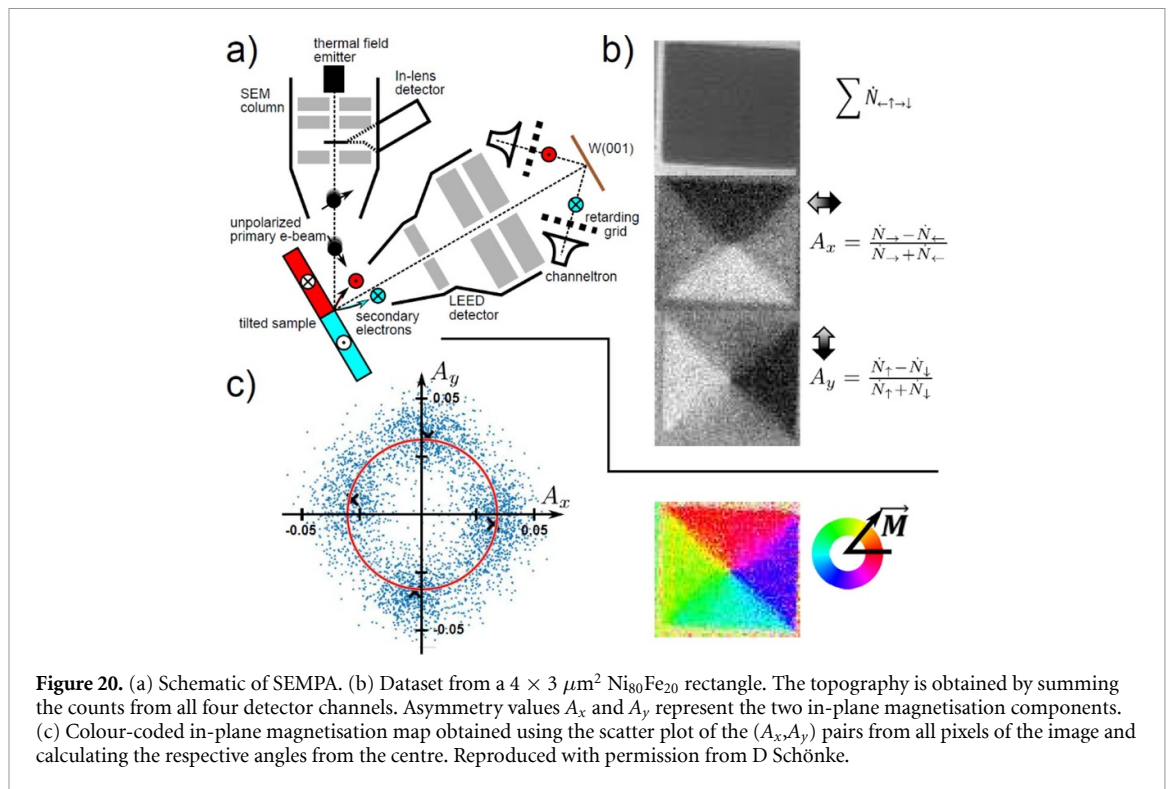 a)
thermal field
emitter
SEM
column
In-lens
detector
W(001)
unpolarized
primary e-beam
retarding
grid
channeltron
LEED
detector
secondary
electrons
tilted sample
b)
∑ Ṅ←↑→↓
Aₓ = (Ṅ→ − Ṅ←) / (Ṅ→ + Ṅ←)
A_y = (Ṅ↑ − Ṅ↓) / (Ṅ↑ + Ṅ↓)
c)
A_y
0.05
Aₓ
-0.05
0.05
-0.05
M⃗
Figure 20. (a) Schematic of SEMPA. (b) Dataset from a 4 × 3 μm² Ni₈₀Fe₂₀ rectangle. The topography is obtained by summing
the counts from all four detector channels. Asymmetry values Aₓ and A_y represent the two in-plane magnetisation components.
(c) Colour-coded in-plane magnetisation map obtained using the scatter plot of the (Aₓ,A_y) pairs from all pixels of the image and
calculating the respective angles from the centre. Reproduced with permission from D Schönke.